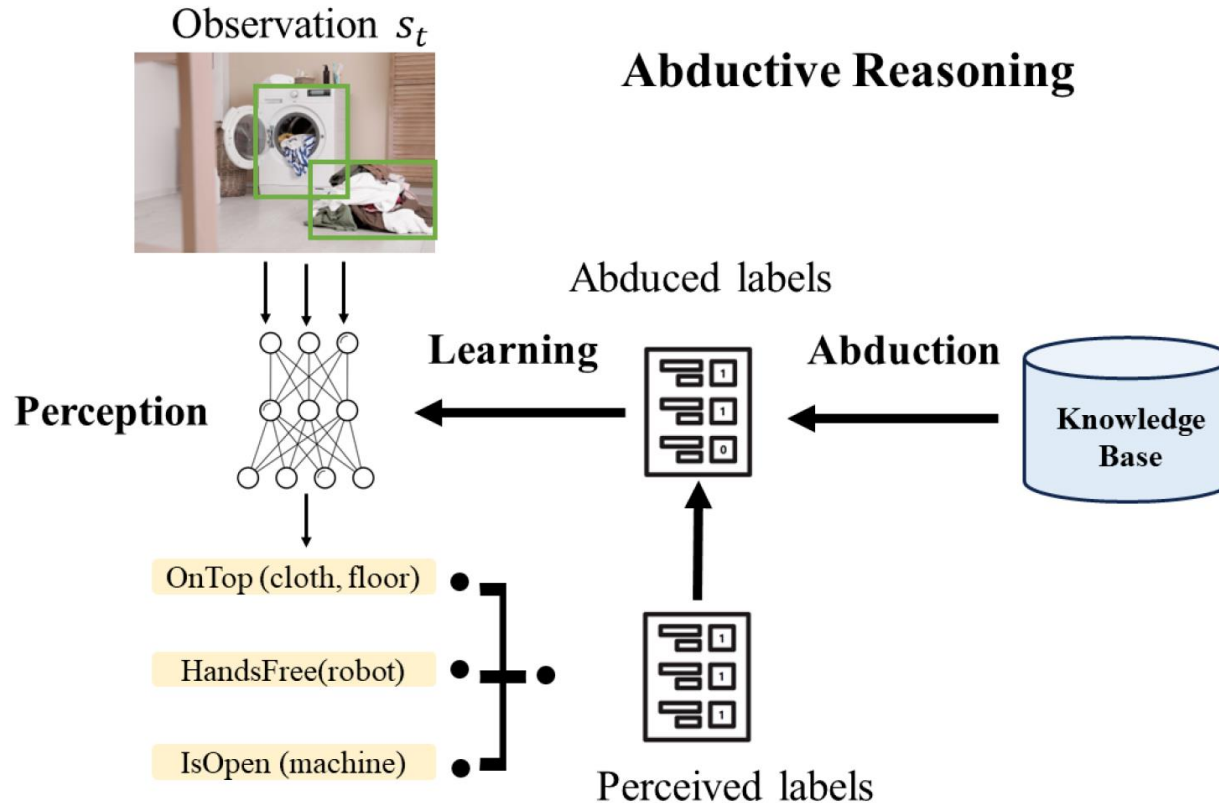 Observation s_t
Abductive Reasoning
Abduced labels
Learning
Abduction
Perception
Knowledge
Base
1
1
0
OnTop (cloth, floor)
HandsFree(robot)
IsOpen (machine)
1
1
1
Perceived labels